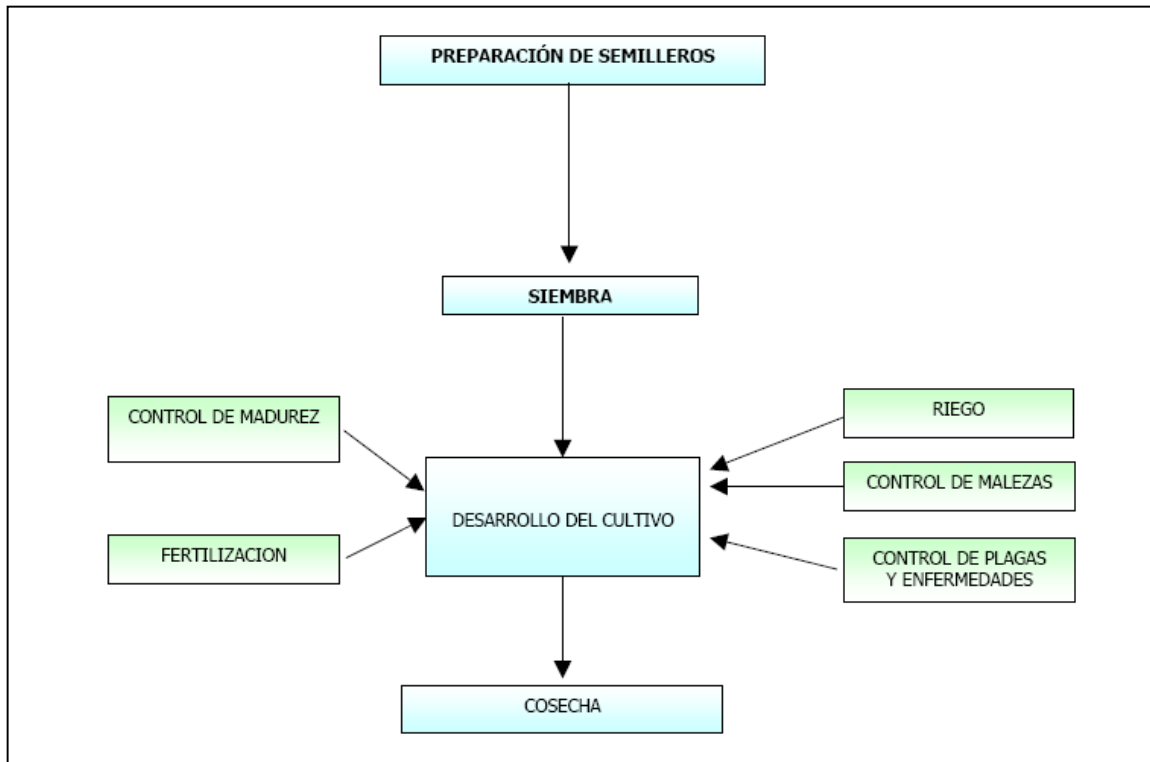 PREPARACIÓN DE SEMILLEROS
SIEMBRA
CONTROL DE MADUREZ
RIEGO
CONTROL DE MALEZAS
DESARROLLO DEL CULTIVO
FERTILIZACION
CONTROL DE PLAGAS
Y ENFERMEDADES
COSECHA